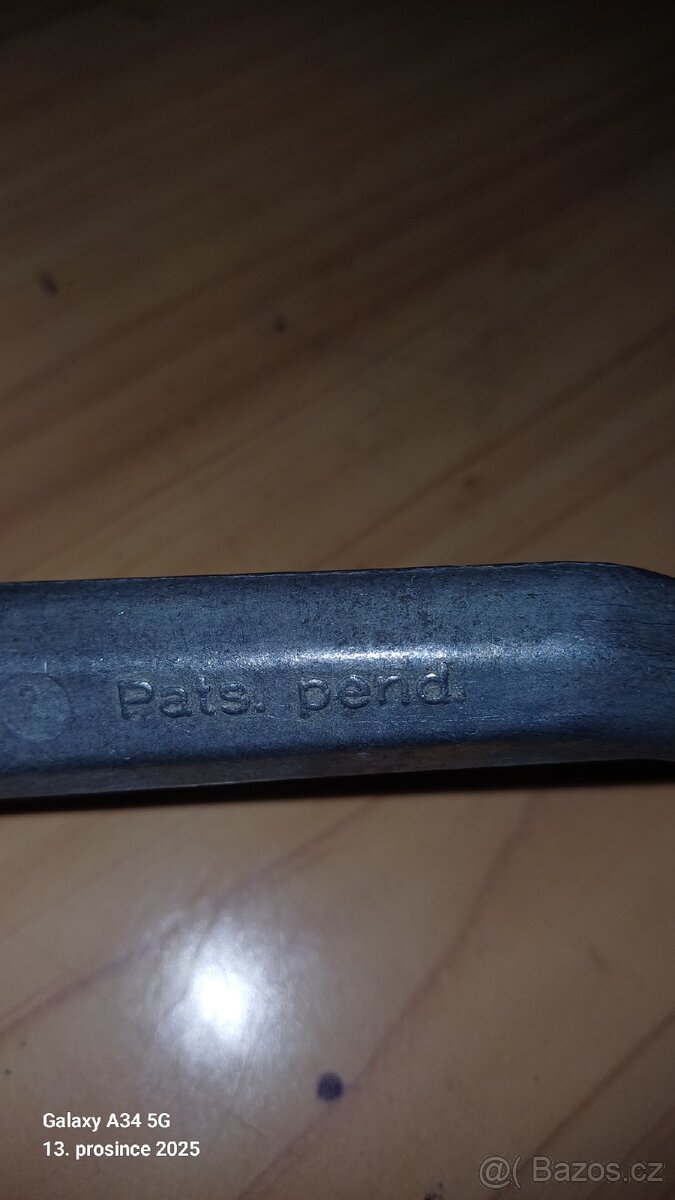 Pats. pend.
Galaxy A34 5G
13. prosince 2025
@( Bazos.cz